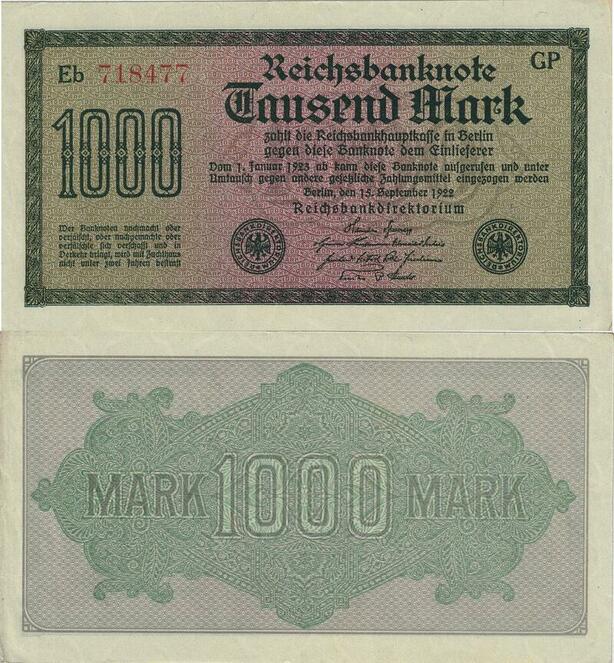 Eb 718477
GP
Reichsbanknote
Tausend Mark
1000
zahlt die Reichsbankhauptkasse in Berlin
gegen diese Banknote dem Einlieferer
Vom 1. Januar 1923 ab kann diese Banknote aufgerufen und unter
Umtausch gegen andere gesetzliche Zahlungsmittel eingezogen werden
Berlin, den 15. September 1922
Reichsbankdirektorium
Wer Banknoten nachmacht oder
verfälscht, oder nachgemachte oder
verfälschte sich verschafft und in
Verkehr bringt, wird mit Zuchthaus
nicht unter zwei Jahren bestraft
REICHSBANKDIREKTORIUM
REICHSBANKDIREKTORIUM
MARK 1000 MARK